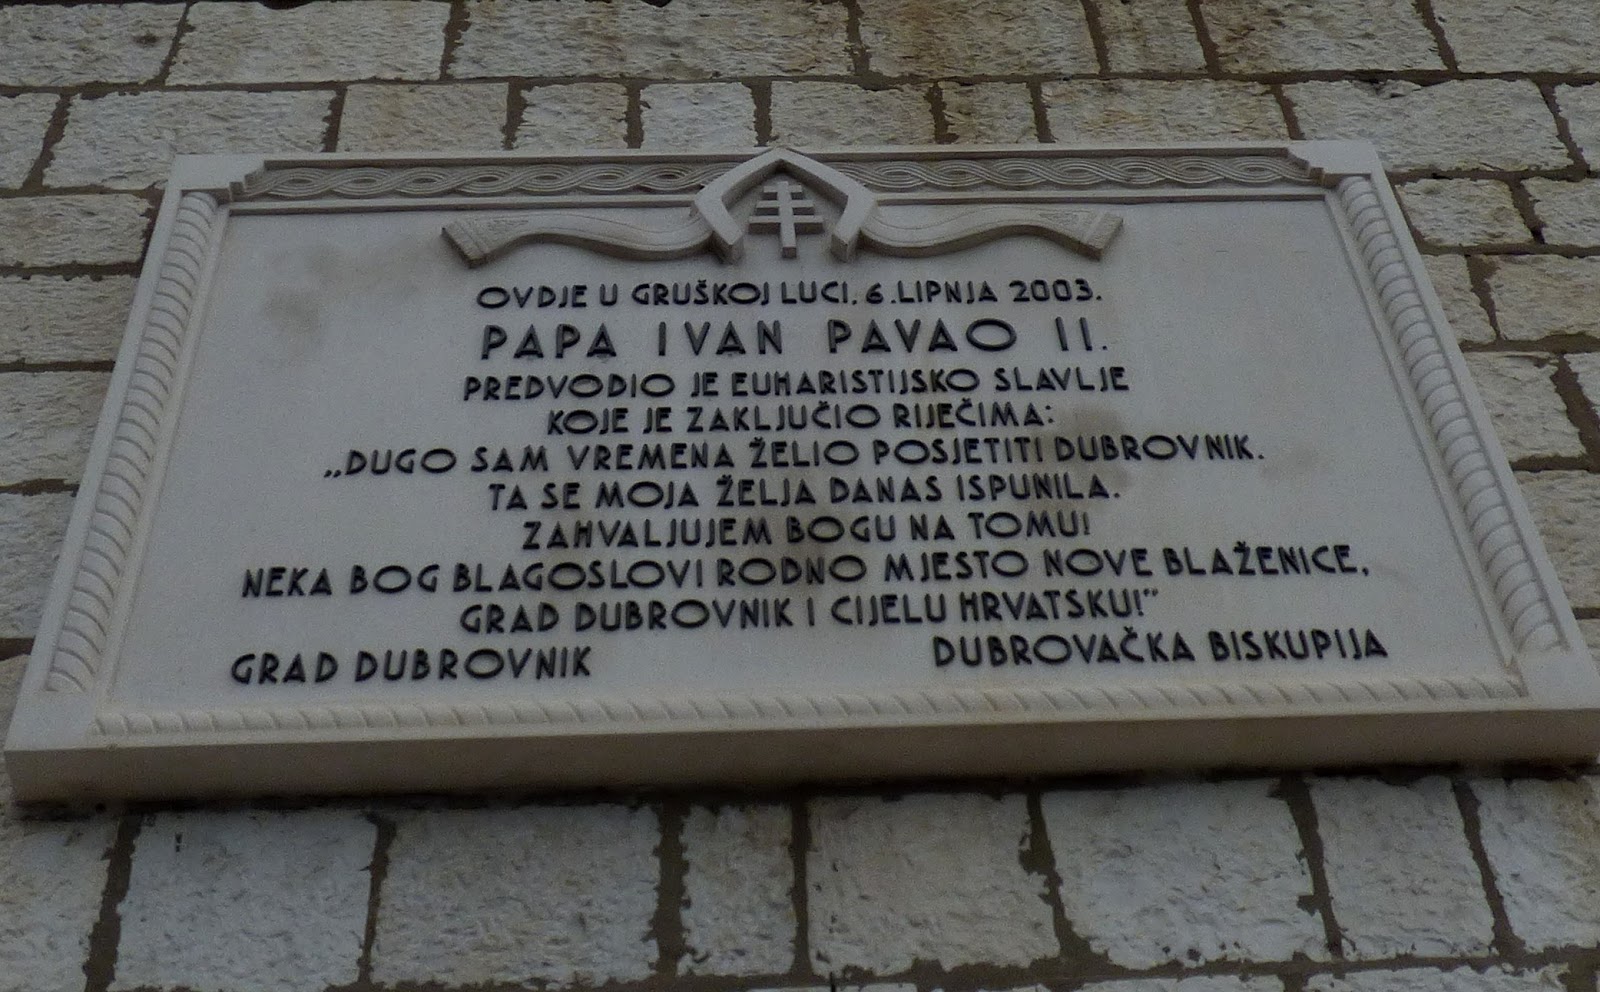 OVDJE U GRUŠKOJ LUCI, 6.LIPNJA 2003.
PAPA IVAN PAVAO II.
PREDVODIO JE EUHARISTIJSKO SLAVLJE
KOJE JE ZAKLJUČIO RIJEČIMA:
„DUGO SAM VREMENA ŽELIO POSJETITI DUBROVNIK.
TA SE MOJA ŽELJA DANAS ISPUNILA.
ZAHVALJUJEM BOGU NA TOMU!
NEKA BOG BLAGOSLOVI RODNO MJESTO NOVE BLAŽENICE,
GRAD DUBROVNIK I CIJELU HRVATSKU!”
GRAD DUBROVNIK DUBROVAČKA BISKUPIJA